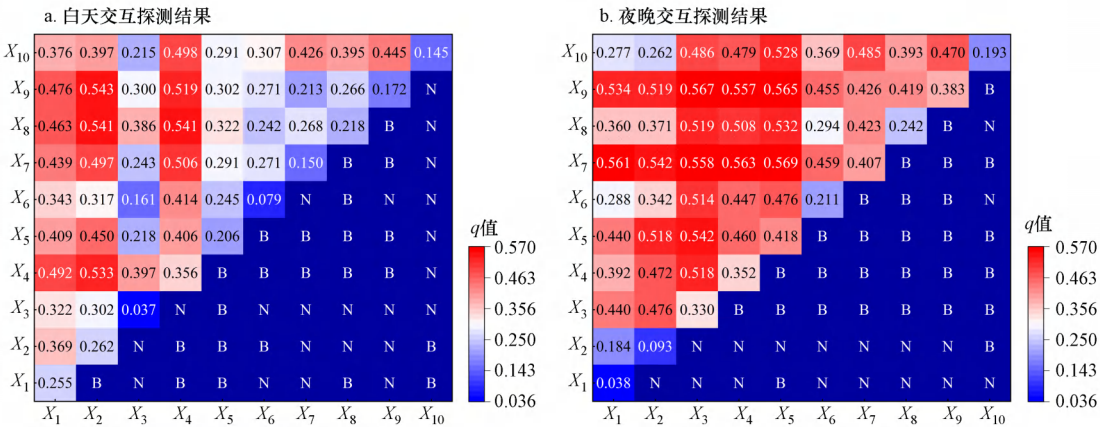 a. 白天交互探测结果
X10 0.376 0.397 0.215 0.498 0.291 0.307 0.426 0.395 0.445 0.145
X9 0.476 0.543 0.300 0.519 0.302 0.271 0.213 0.266 0.172 N
X8 0.463 0.541 0.386 0.541 0.322 0.242 0.268 0.218 B N
X7 0.439 0.497 0.243 0.506 0.291 0.271 0.150 B B N
X6 0.343 0.317 0.161 0.414 0.245 0.079 N B N N
X5 0.409 0.450 0.218 0.406 0.206 B B B B N
X4 0.492 0.533 0.397 0.356 B B B B B N
X3 0.322 0.302 0.037 N B N N N N N
X2 0.369 0.262 N B B B N N N B
X1 0.255 B N B B N N B N B
X1 X2 X3 X4 X5 X6 X7 X8 X9 X10
q值
0.570
0.463
0.356
0.250
0.143
0.036
b. 夜晚交互探测结果
X10 0.277 0.262 0.486 0.479 0.528 0.369 0.485 0.393 0.470 0.193
X9 0.534 0.519 0.567 0.557 0.565 0.455 0.426 0.419 0.383 B
X8 0.360 0.371 0.519 0.508 0.532 0.294 0.423 0.242 B N
X7 0.561 0.542 0.558 0.563 0.569 0.459 0.407 B B B
X6 0.288 0.342 0.514 0.447 0.476 0.211 B B B N
X5 0.440 0.518 0.542 0.460 0.418 B B B B B
X4 0.392 0.472 0.518 0.352 B B B B B B
X3 0.440 0.476 0.330 B B B B B B B
X2 0.184 0.093 N N N N N N N B
X1 0.038 N N N B N N N N N
X1 X2 X3 X4 X5 X6 X7 X8 X9 X10
q值
0.570
0.463
0.356
0.250
0.143
0.036